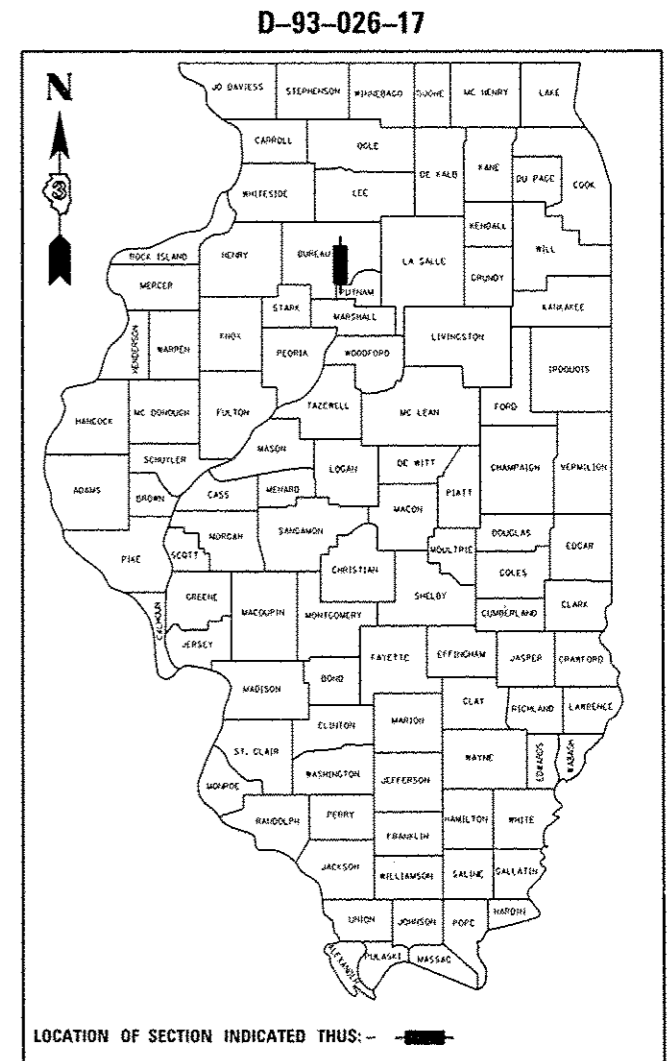 D–93–026–17
N
3
JO DAVIESS STEPHENSON WINNEBAGO BOONE MC HENRY LAKE
CARROLL OGLE DE KALB KANE DU PAGE COOK
WHITESIDE LEE
KENDALL WILL
ROCK ISLAND HENRY BUREAU LA SALLE GRUNDY
MERCER PUTNAM KANKAKEE
STARK MARSHALL
HENDERSON WARREN KNOX PEORIA WOODFORD LIVINGSTON IROQUOIS
HANCOCK MC DONOUGH FULTON TAZEWELL MC LEAN FORD
SCHUYLER MASON LOGAN DE WITT CHAMPAIGN VERMILION
ADAMS BROWN CASS MENARD MACON PIATT
PIKE SCOTT MORGAN SANGAMON CHRISTIAN MOULTRIE DOUGLAS EDGAR
COLES
CALHOUN GREENE MACOUPIN MONTGOMERY SHELBY CUMBERLAND CLARK
JERSEY
FAYETTE EFFINGHAM JASPER CRAWFORD
MADISON BOND
CLAY RICHLAND LAWRENCE
CLINTON MARION
ST. CLAIR WAYNE EDWARDS WABASH
WASHINGTON JEFFERSON
MONROE
RANDOLPH PERRY HAMILTON WHITE
FRANKLIN
JACKSON WILLIAMSON SALINE GALLATIN
UNION JOHNSON POPE HARDIN
ALEXANDER PULASKI MASSAC
LOCATION OF SECTION INDICATED THUS: –